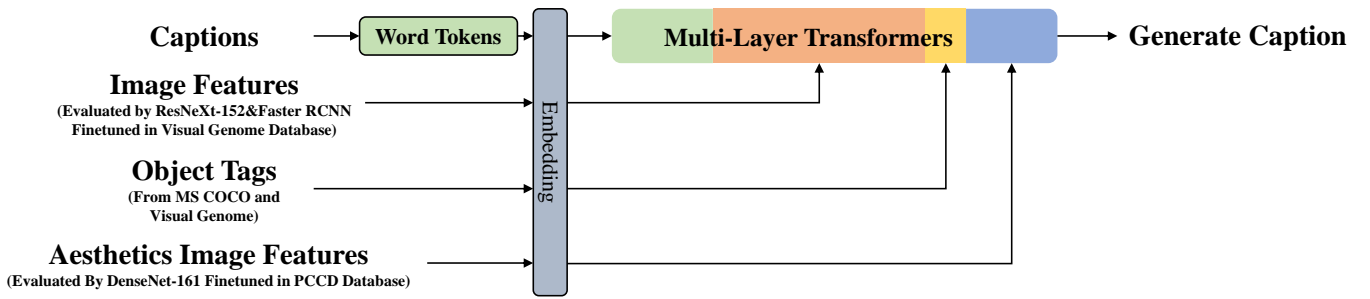 Captions
Word Tokens
Multi-Layer Transformers
Generate Caption
Image Features
(Evaluated by ResNeXt-152&Faster RCNN
Finetuned in Visual Genome Database)
Embedding
Object Tags
(From MS COCO and
Visual Genome)
Aesthetics Image Features
(Evaluated By DenseNet-161 Finetuned in PCCD Database)